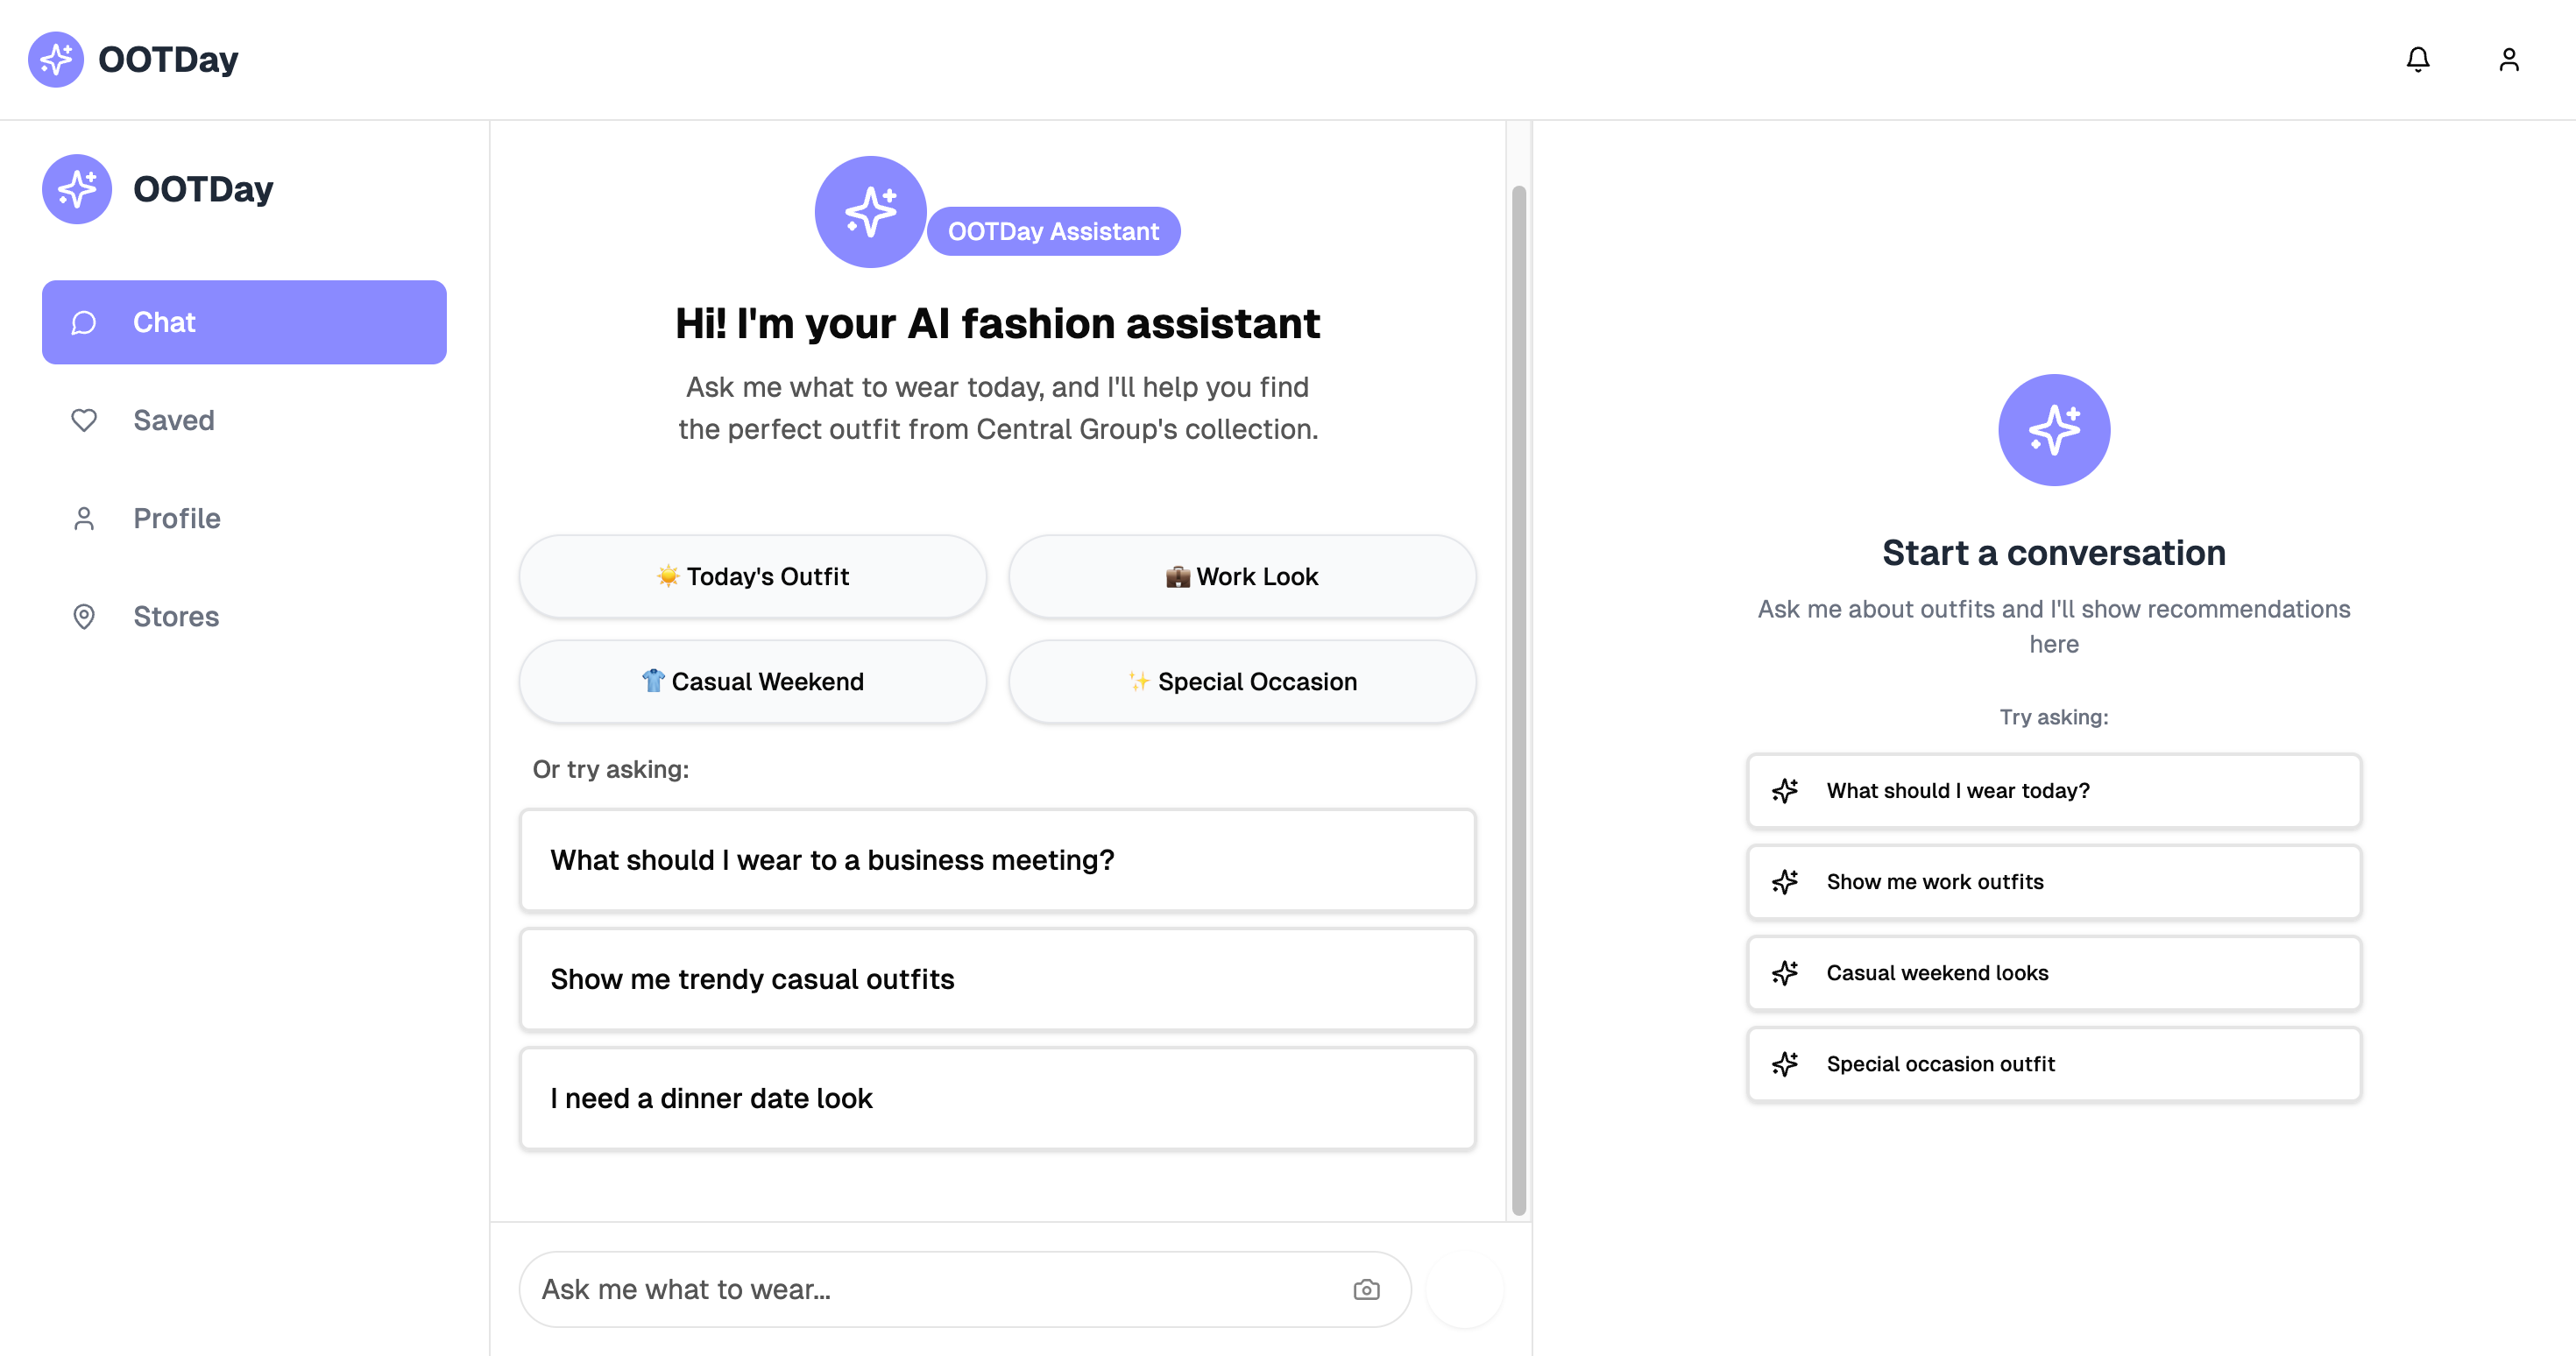 OOTDay
OOTDay
Chat
Saved
Profile
Stores
OOTDay Assistant
Hi! I'm your AI fashion assistant
Ask me what to wear today, and I'll help you find
the perfect outfit from Central Group's collection.
☀️ Today's Outfit
💼 Work Look
👕 Casual Weekend
✨ Special Occasion
Or try asking:
What should I wear to a business meeting?
Show me trendy casual outfits
I need a dinner date look
Ask me what to wear...
Start a conversation
Ask me about outfits and I'll show recommendations
here
Try asking:
What should I wear today?
Show me work outfits
Casual weekend looks
Special occasion outfit